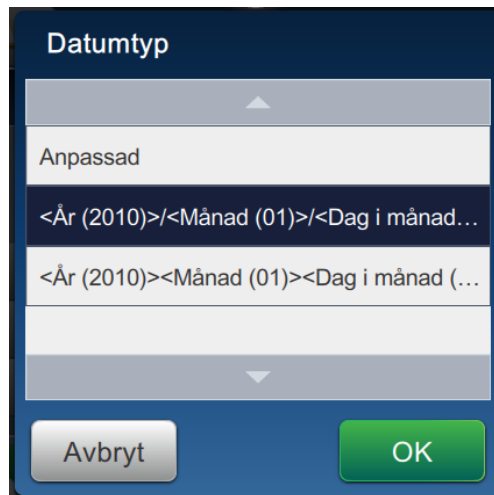 Datumtyp
Anpassad
<År (2010)>/<Månad (01)>/<Dag i månad...
<År (2010)><Månad (01)><Dag i månad (...
Avbryt
OK